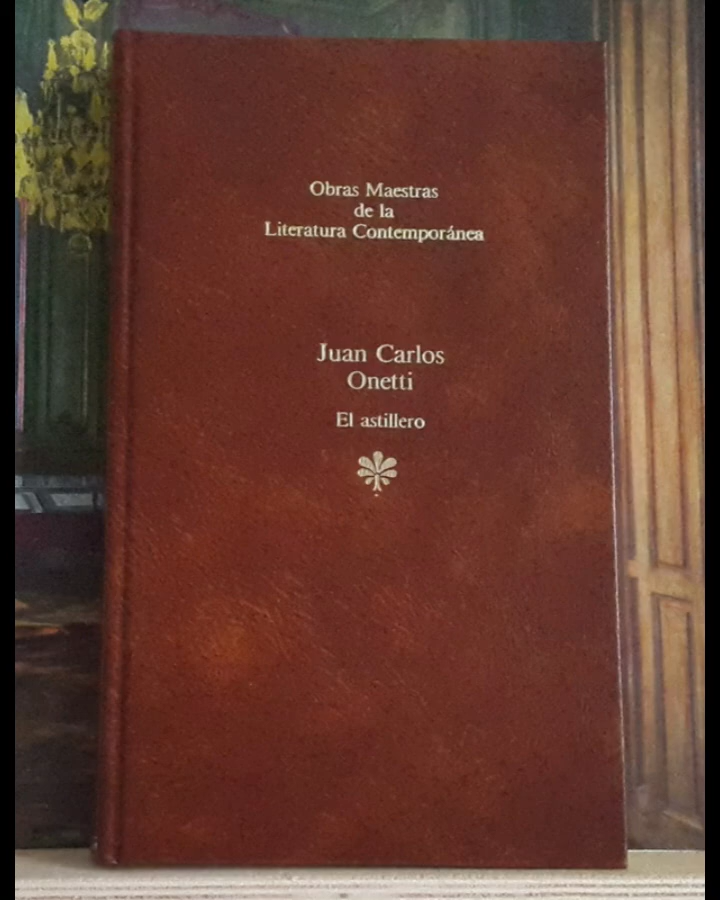 Obras Maestras
de la
Literatura Contemporánea
Juan Carlos
Onetti
El astillero